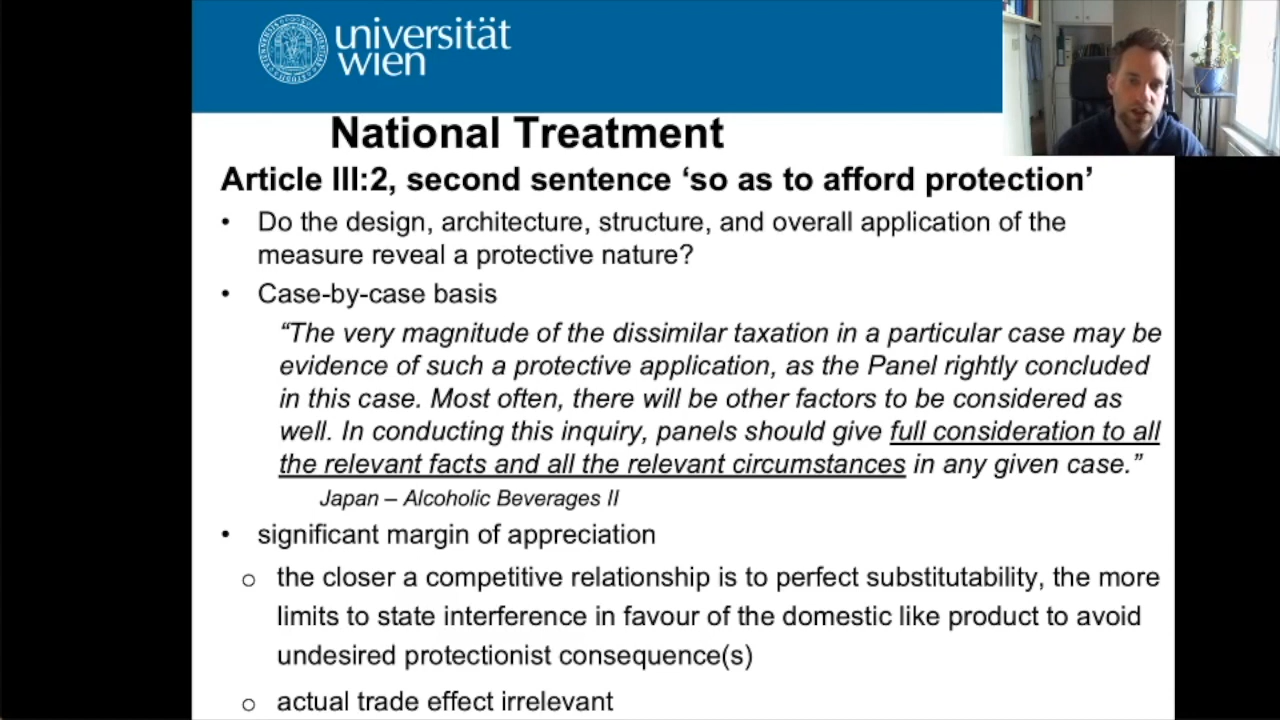 universität
wien
National Treatment
Article III:2, second sentence ‘so as to afford protection’
• Do the design, architecture, structure, and overall application of the
measure reveal a protective nature?
• Case-by-case basis
“The very magnitude of the dissimilar taxation in a particular case may be
evidence of such a protective application, as the Panel rightly concluded
in this case. Most often, there will be other factors to be considered as
well. In conducting this inquiry, panels should give full consideration to all
the relevant facts and all the relevant circumstances in any given case.”
Japan – Alcoholic Beverages II
• significant margin of appreciation
o the closer a competitive relationship is to perfect substitutability, the more
limits to state interference in favour of the domestic like product to avoid
undesired protectionist consequence(s)
o actual trade effect irrelevant